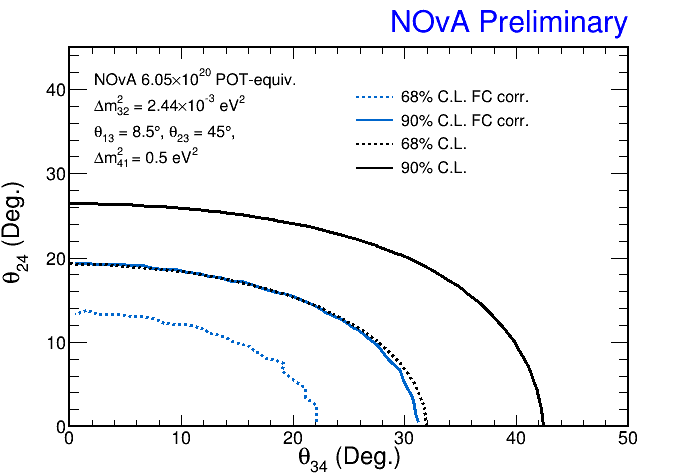 NOνA Preliminary
NOνA 6.05×10²⁰ POT-equiv.
Δm²₃₂ = 2.44×10⁻³ eV²
θ₁₃ = 8.5°, θ₂₃ = 45°,
Δm²₄₁ = 0.5 eV²
68% C.L. FC corr.
90% C.L. FC corr.
68% C.L.
90% C.L.
θ₂₄ (Deg.)
40
30
20
10
0
0 10 20 30 40 50
θ₃₄ (Deg.)